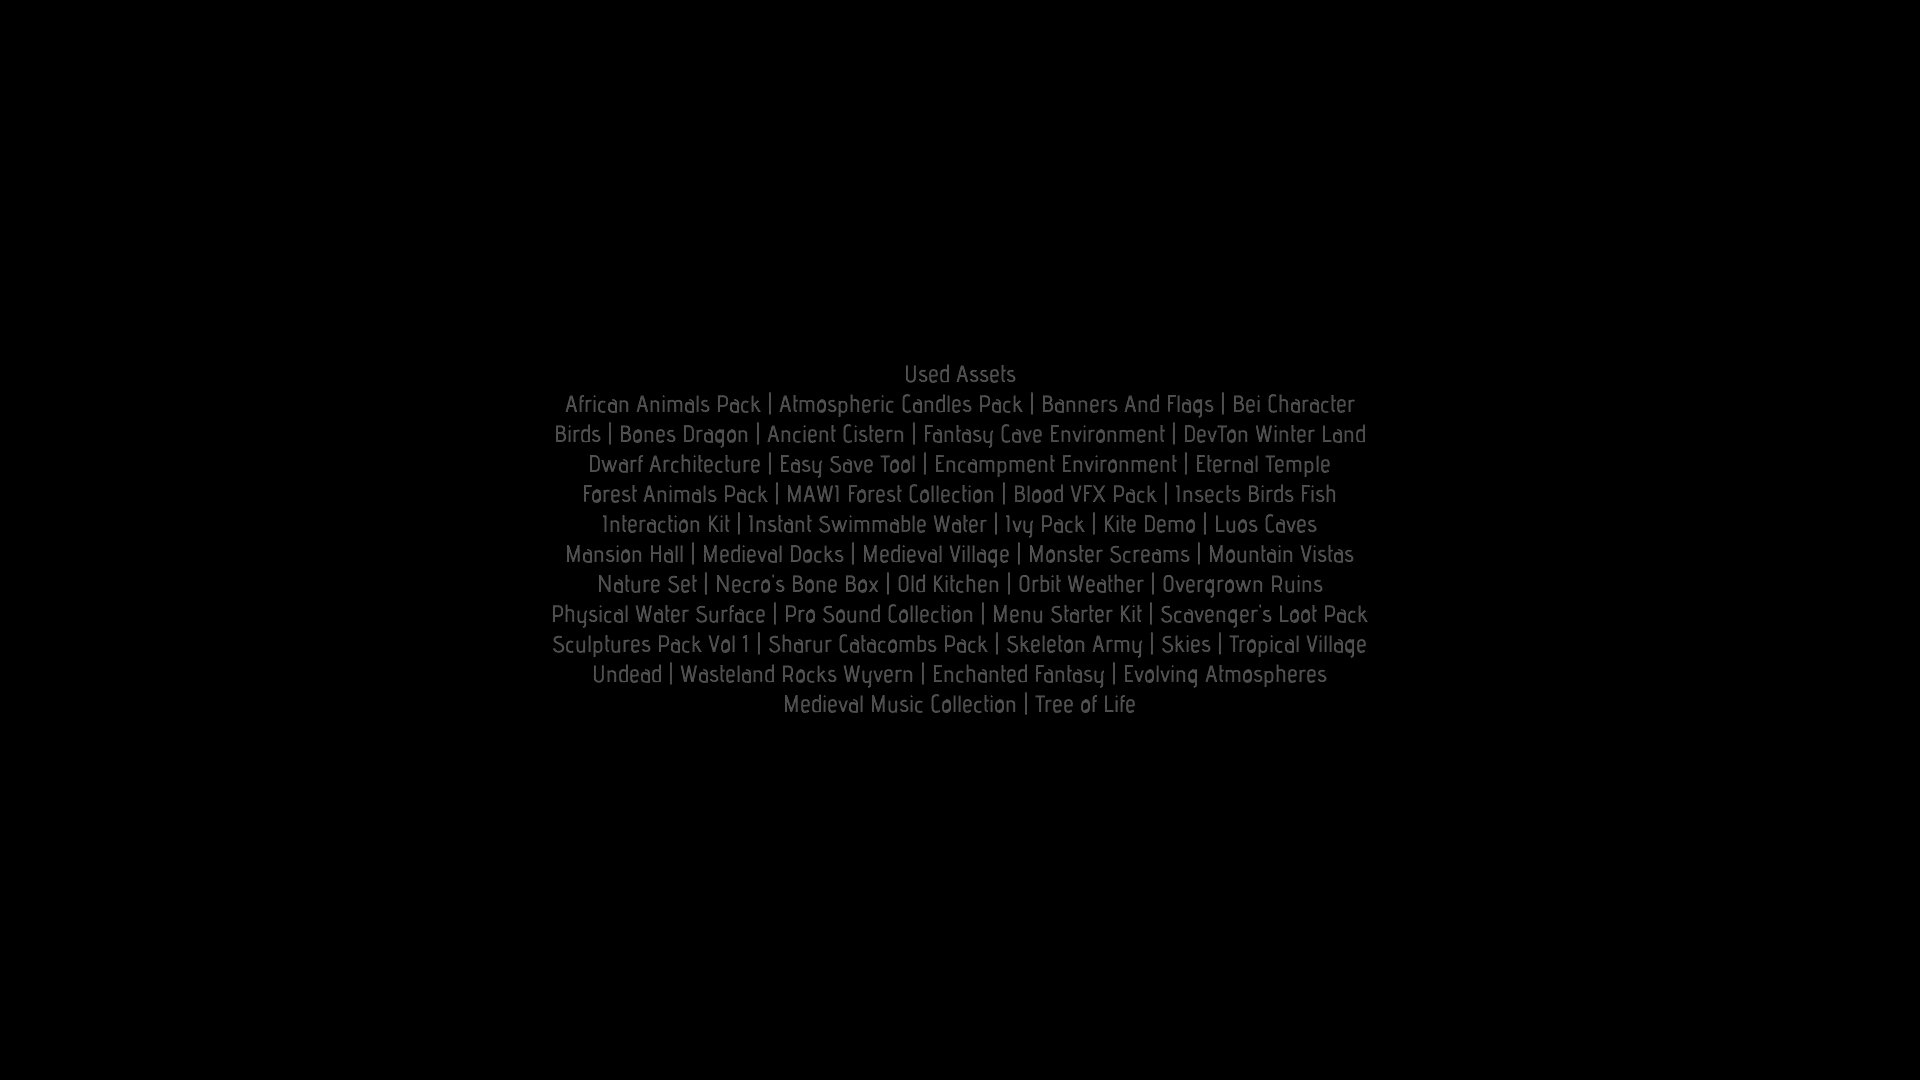 Used Assets
African Animals Pack | Atmospheric Candles Pack | Banners And Flags | Bei Character
Birds | Bones Dragon | Ancient Cistern | Fantasy Cave Environment | DevTon Winter Land
Dwarf Architecture | Easy Save Tool | Encampment Environment | Eternal Temple
Forest Animals Pack | MAWI Forest Collection | Blood VFX Pack | Insects Birds Fish
Interaction Kit | Instant Swimmable Water | Ivy Pack | Kite Demo | Luos Caves
Mansion Hall | Medieval Docks | Medieval Village | Monster Screams | Mountain Vistas
Nature Set | Necro's Bone Box | Old Kitchen | Orbit Weather | Overgrown Ruins
Physical Water Surface | Pro Sound Collection | Menu Starter Kit | Scavenger's Loot Pack
Sculptures Pack Vol 1 | Sharur Catacombs Pack | Skeleton Army | Skies | Tropical Village
Undead | Wasteland Rocks Wyvern | Enchanted Fantasy | Evolving Atmospheres
Medieval Music Collection | Tree of Life